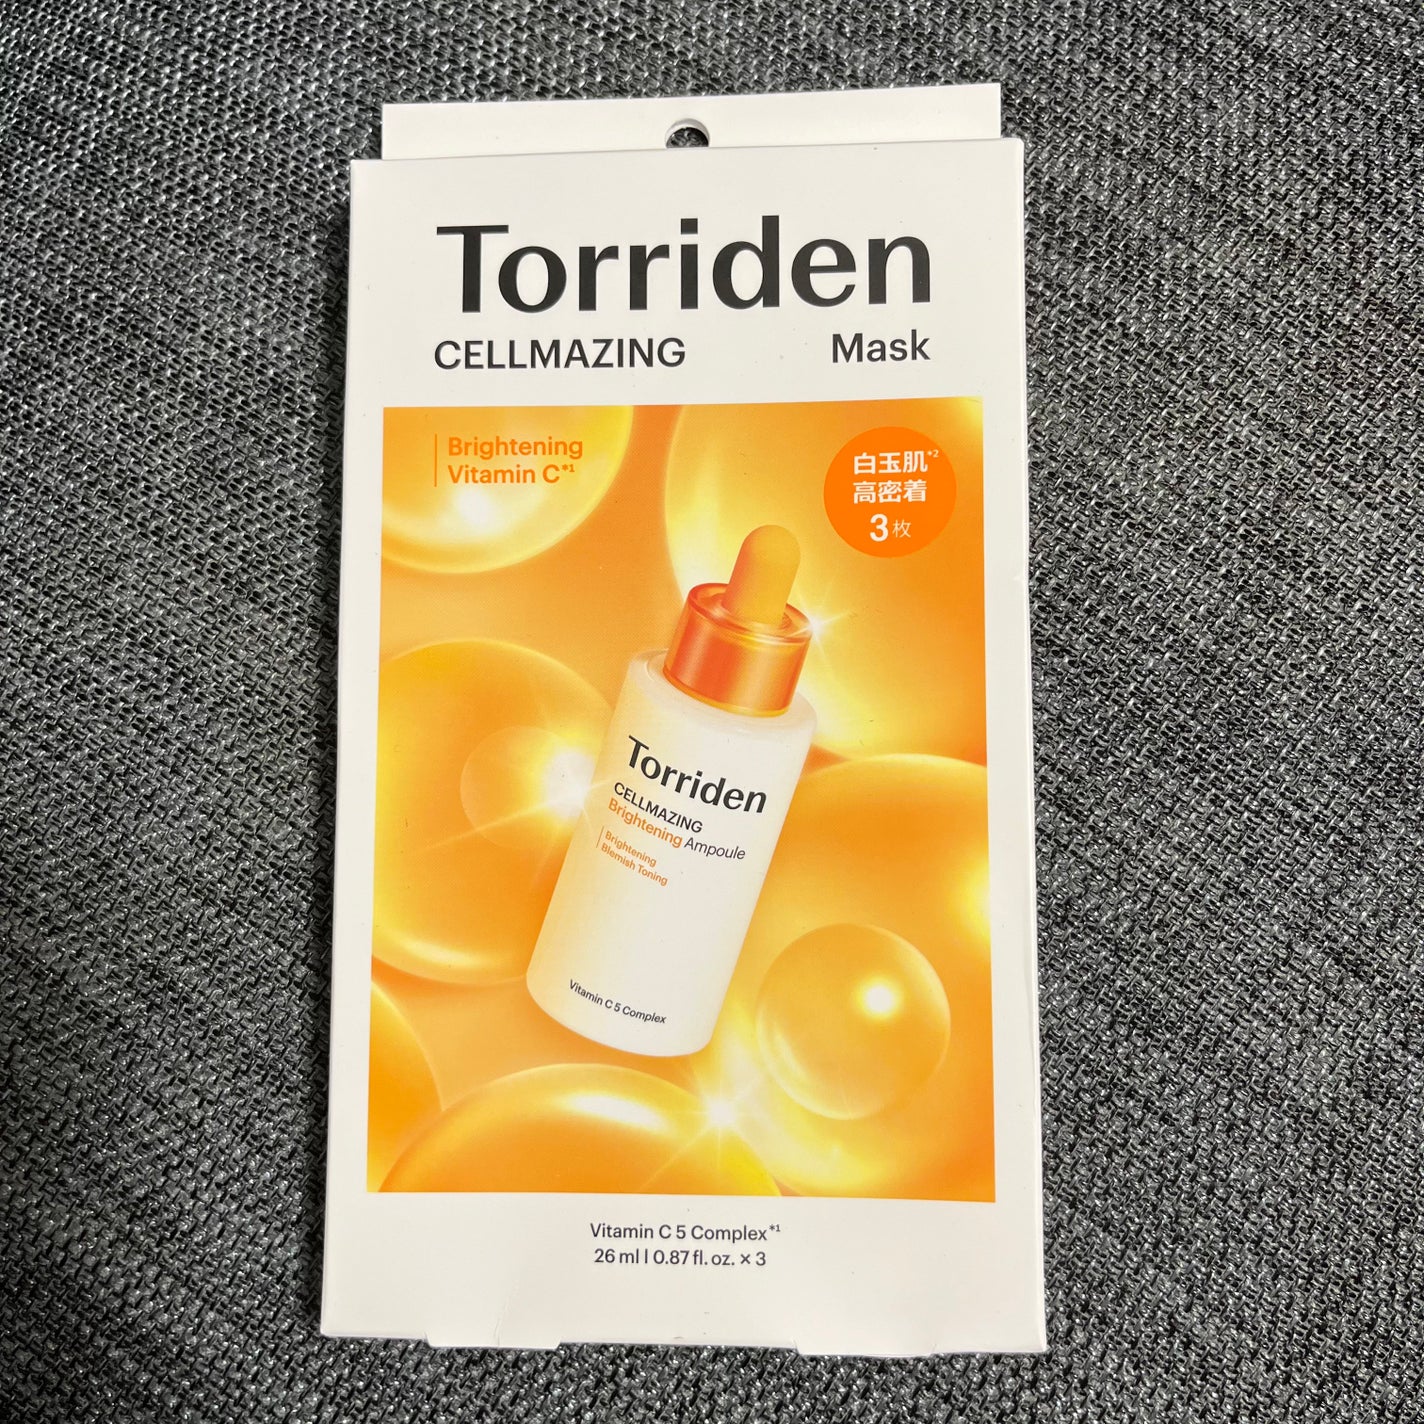 Torriden
CELLMAZING Mask
Brightening
Vitamin C*1
白玉肌*2
高密着
3枚
Torriden
CELLMAZING
Brightening Ampoule
Brightening
Blemish Toning
Vitamin C 5 Complex
Vitamin C 5 Complex*1
26 ml | 0.87 fl. oz. × 3